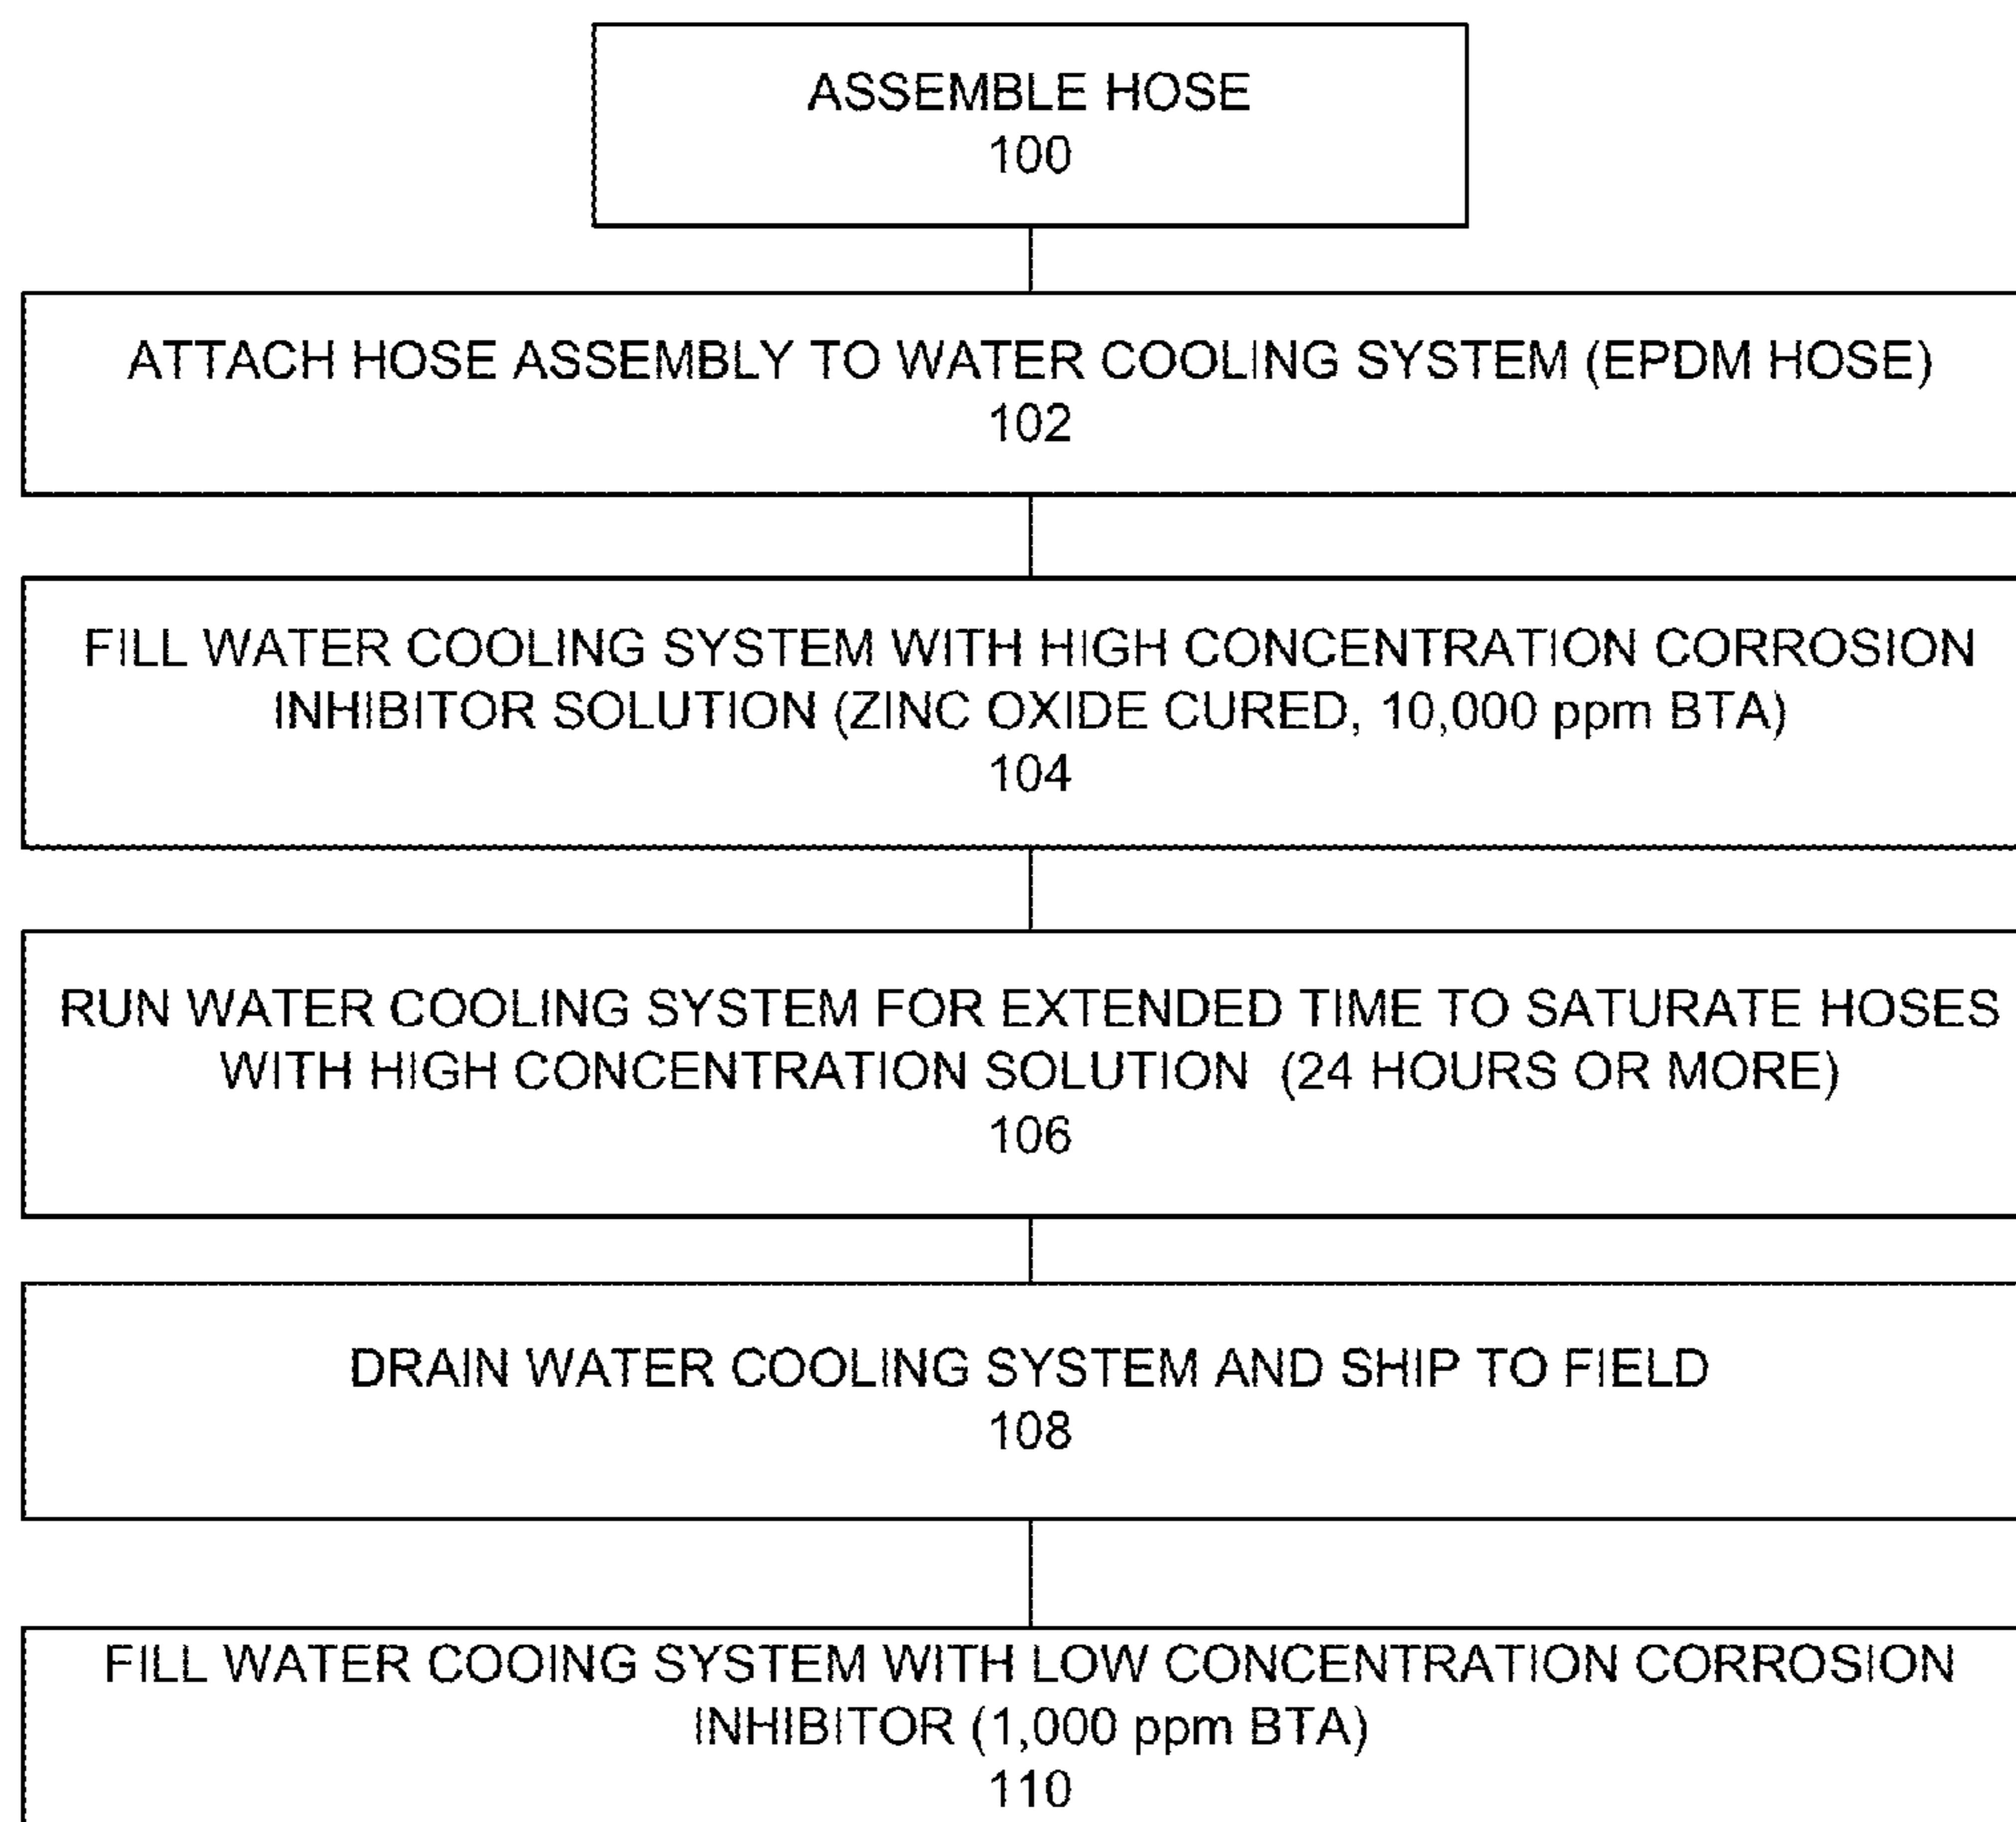 ASSEMBLE HOSE
100
ATTACH HOSE ASSEMBLY TO WATER COOLING SYSTEM (EPDM HOSE)
102
FILL WATER COOLING SYSTEM WITH HIGH CONCENTRATION CORROSION
INHIBITOR SOLUTION (ZINC OXIDE CURED, 10,000 ppm BTA)
104
RUN WATER COOLING SYSTEM FOR EXTENDED TIME TO SATURATE HOSES
WITH HIGH CONCENTRATION SOLUTION (24 HOURS OR MORE)
106
DRAIN WATER COOLING SYSTEM AND SHIP TO FIELD
108
FILL WATER COOING SYSTEM WITH LOW CONCENTRATION CORROSION
INHIBITOR (1,000 ppm BTA)
110